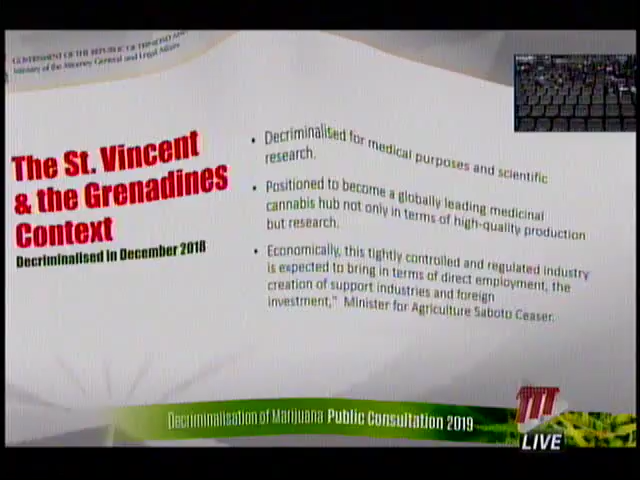 GOVERNMENT OF THE REPUBLIC OF TRINIDAD AND
Ministry of the Attorney General and Legal Affairs
The St. Vincent
& the Grenadines
Context
Decriminalised in December 2018
• Decriminalised for medical purposes and scientific
research.
• Positioned to become a globally leading medicinal
cannabis hub not only in terms of high-quality production
but research.
• Economically, this tightly controlled and regulated industry
is expected to bring in terms of direct employment, the
creation of support industries and foreign
investment," Minister for Agriculture Saboto Ceaser.
Decriminalisation of Marijuana Public Consultation 2019
LIVE